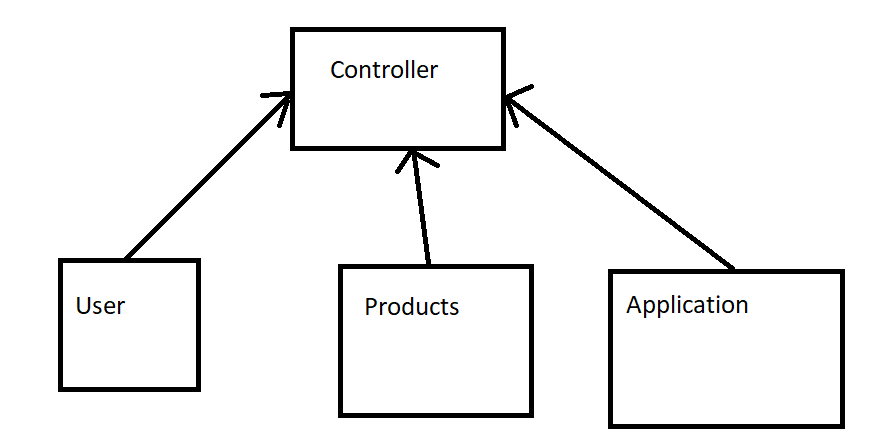 Controller
User
Products
Application